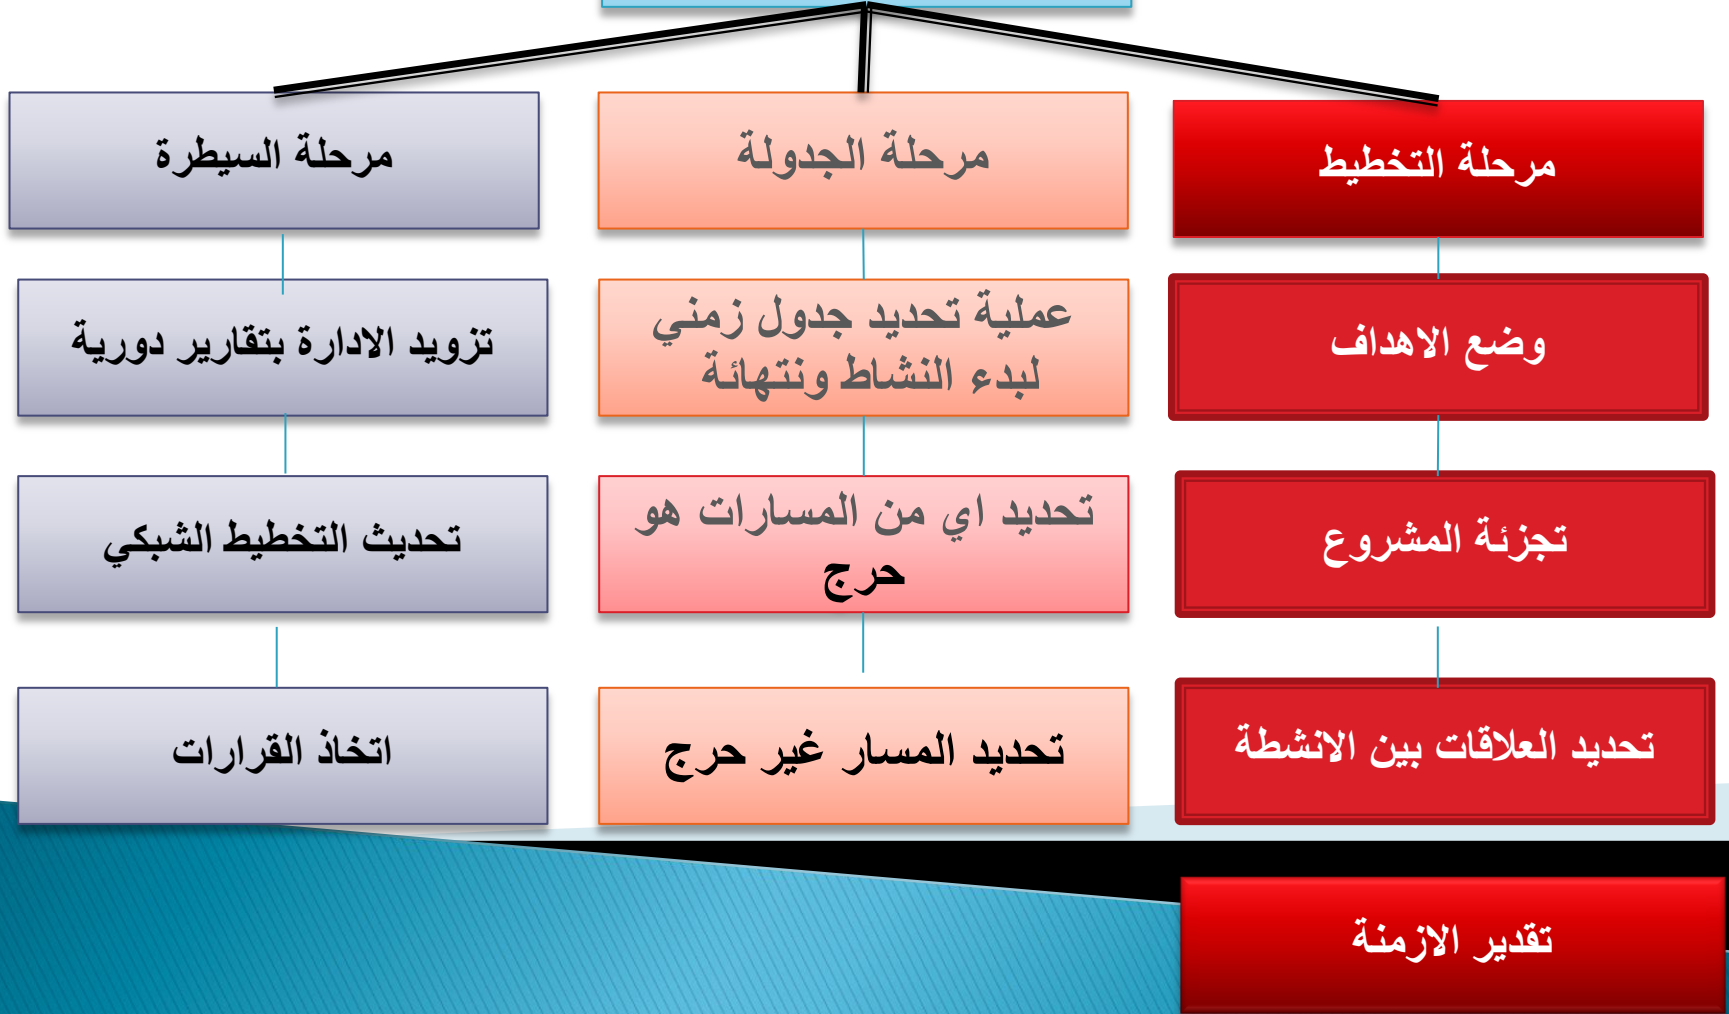 مرحلة التخطيط
وضع الاهداف
تجزئة المشروع
تحديد العلاقات بين الانشطة
تقدير الازمنة
مرحلة الجدولة
عملية تحديد جدول زمني
لبدء النشاط ونتهائة
تحديد اي من المسارات هو
حرج
تحديد المسار غير حرج
مرحلة السيطرة
تزويد الادارة بتقارير دورية
تحديث التخطيط الشبكي
اتخاذ القرارات